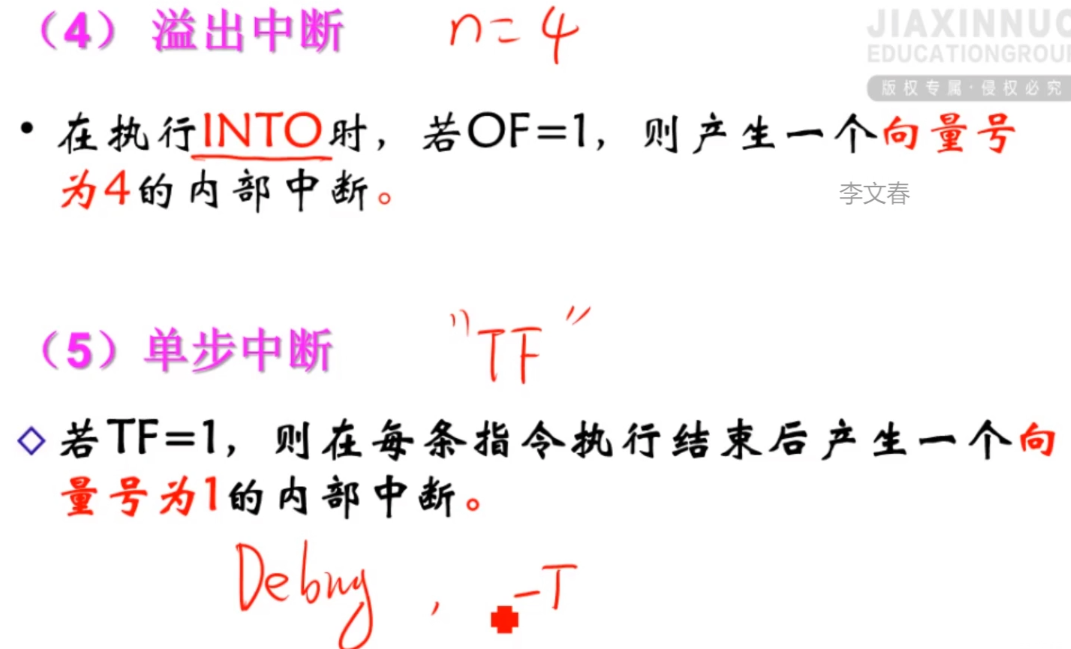 （4）溢出中断 n=4
JIAXINNUO
EDUCATIONGROUP
版权专属·侵权必究
• 在执行INTO时，若OF=1，则产生一个向量号
为4的内部中断。
李文春
（5）单步中断 "TF"
◇ 若TF=1，则在每条指令执行结束后产生一个向
量号为1的内部中断。
Debug , -T